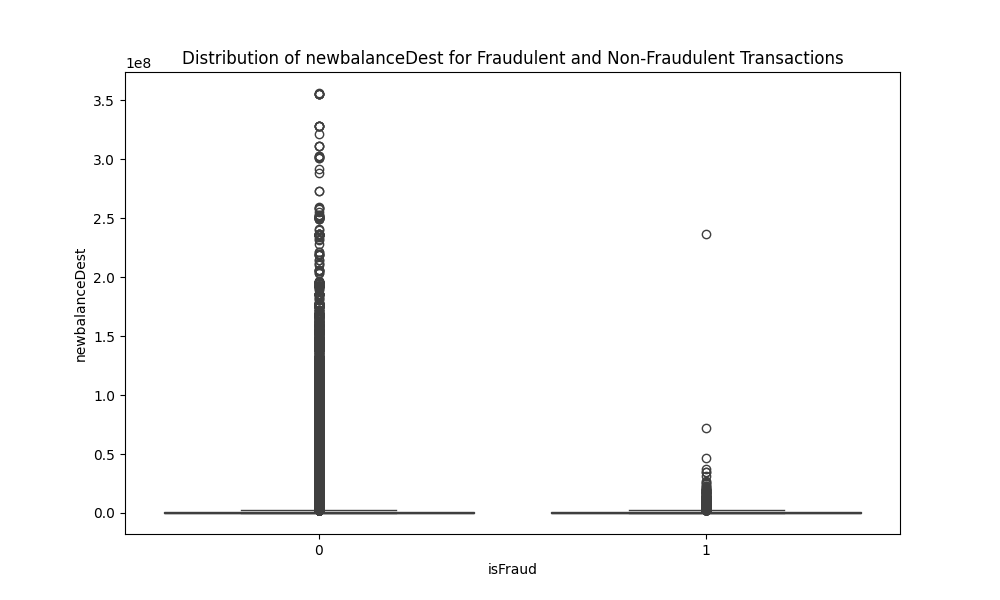 Distribution of newbalanceDest for Fraudulent and Non-Fraudulent Transactions
1e8
3.5
3.0
2.5
2.0
1.5
1.0
0.5
0.0
newbalanceDest
0
1
isFraud